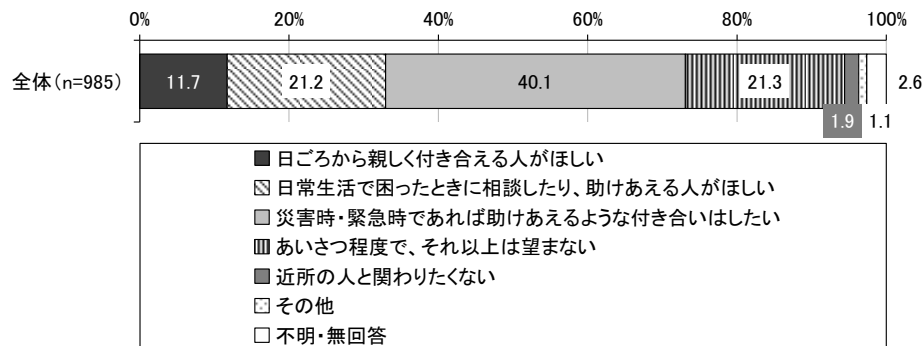 0% 20% 40% 60% 80% 100%
全体(n=985) 11.7 21.2 40.1 21.3 1.9 1.1 2.6
日ごろから親しく付き合える人がほしい
日常生活で困ったときに相談したり、助けあえる人がほしい
災害時・緊急時であれば助けあえるような付き合いはしたい
あいさつ程度で、それ以上は望まない
近所の人と関わりたくない
その他
不明・無回答